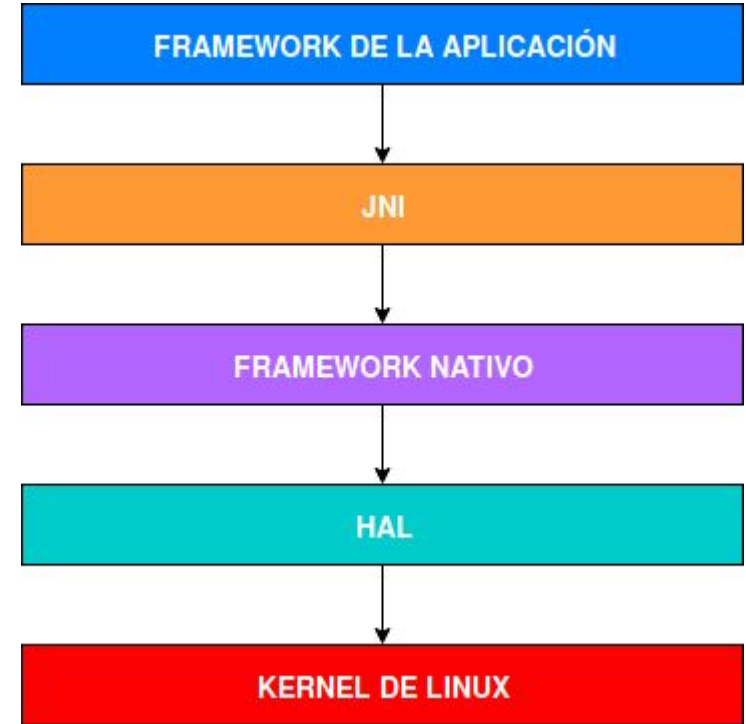 FRAMEWORK DE LA APLICACIÓN
JNI
FRAMEWORK NATIVO
HAL
KERNEL DE LINUX